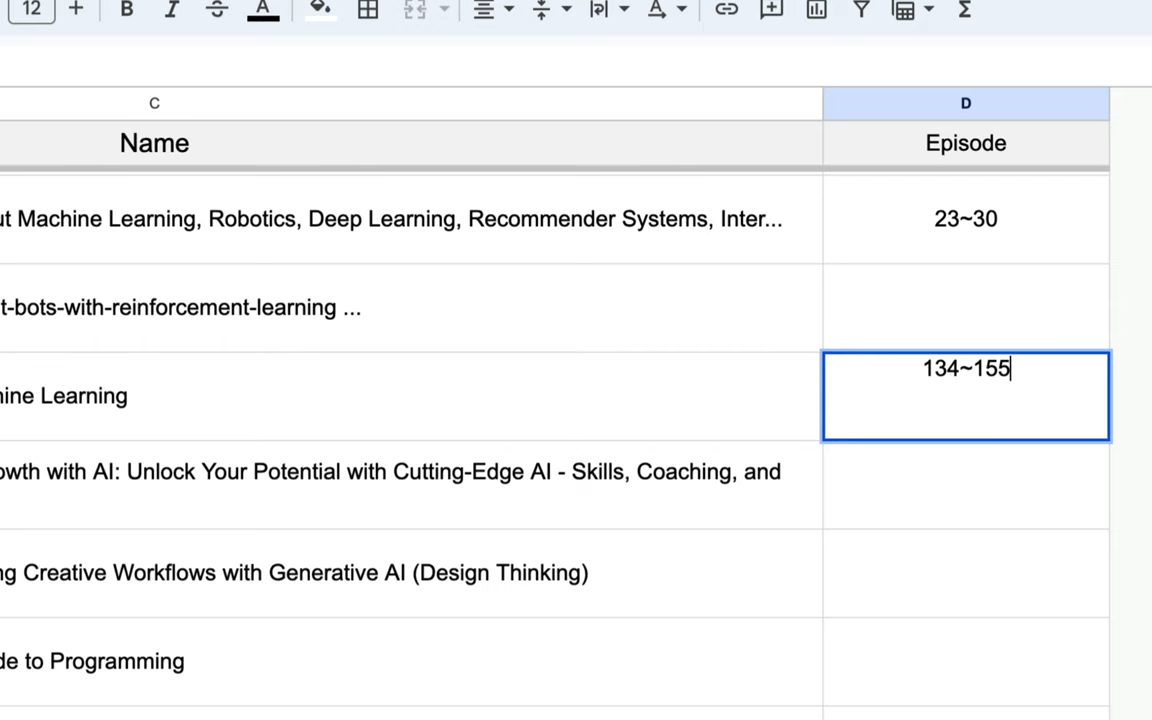 12
C
D
Name
Episode
ut Machine Learning, Robotics, Deep Learning, Recommender Systems, Inter...
23~30
t-bots-with-reinforcement-learning ...
134~155
ine Learning
owth with AI: Unlock Your Potential with Cutting-Edge AI - Skills, Coaching, and
ng Creative Workflows with Generative AI (Design Thinking)
de to Programming